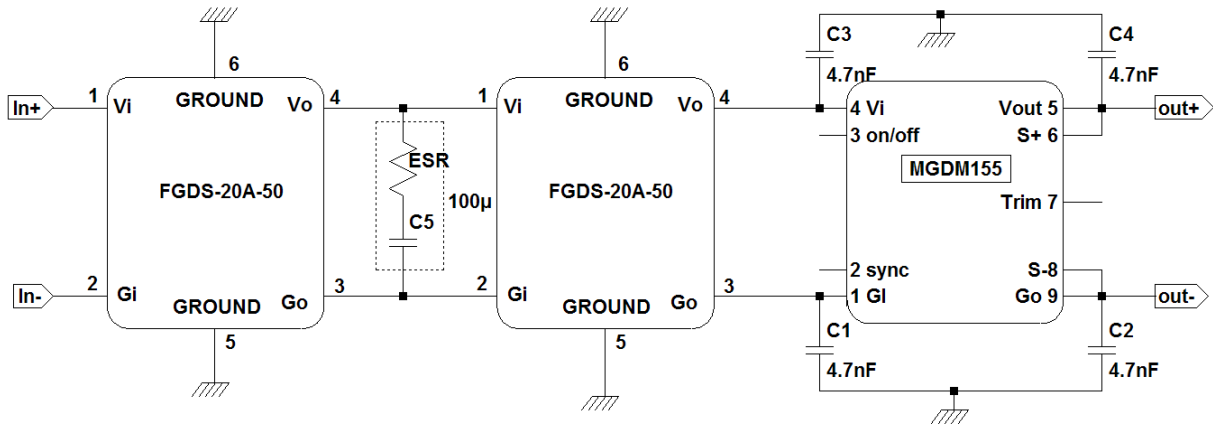 C3
4.7nF
C4
4.7nF
6
GROUND
6
GROUND
In+
1
Vi
Vo
4
1
Vi
Vo
4
4 Vi
Vout 5
out+
3 on/off
S+ 6
ESR
FGDS-20A-50
100µ
C5
FGDS-20A-50
MGDM155
Trim 7
2 sync
S-8
In-
2
Gi
Go
3
2
Gi
Go
3
1 GI
Go 9
out-
GROUND
5
GROUND
5
C1
4.7nF
C2
4.7nF